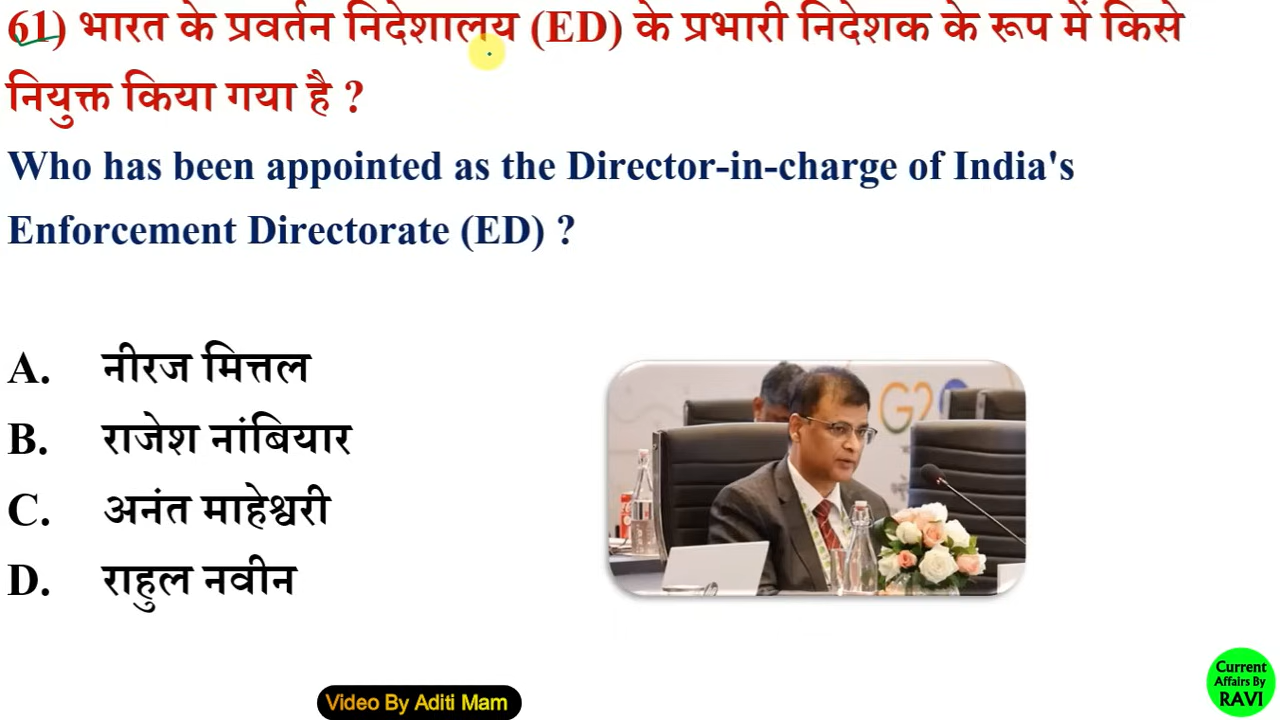 61) भारत के प्रवर्तन निदेशालय (ED) के प्रभारी निदेशक के रूप में किसे
नियुक्त किया गया है ?
Who has been appointed as the Director-in-charge of India's
Enforcement Directorate (ED) ?
A. नीरज मित्तल
B. राजेश नांबियार
C. अनंत माहेश्वरी
D. राहुल नवीन
G20
Video By Aditi Mam
Current
Affairs By
RAVI